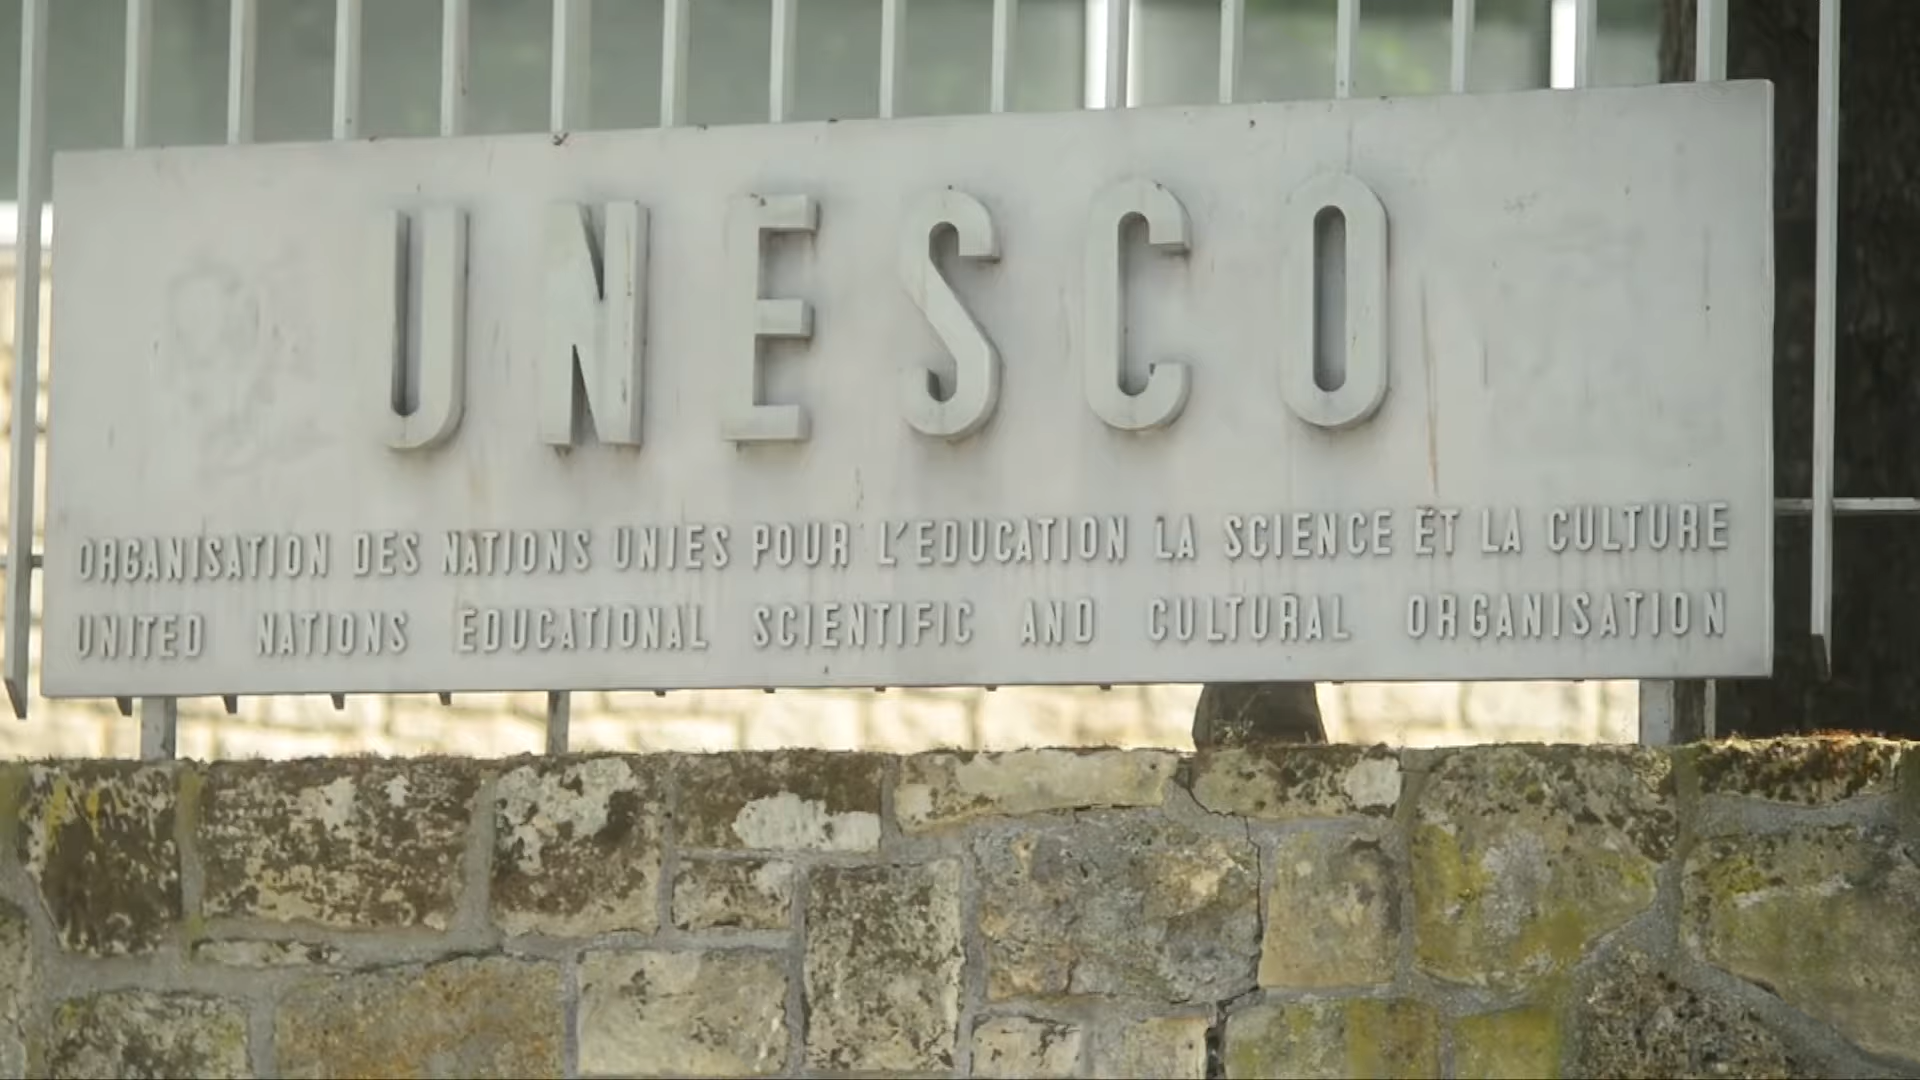 UNESCO
ORGANISATION DES NATIONS UNIES POUR L'EDUCATION LA SCIENCE ET LA CULTURE
UNITED NATIONS EDUCATIONAL SCIENTIFIC AND CULTURAL ORGANISATION